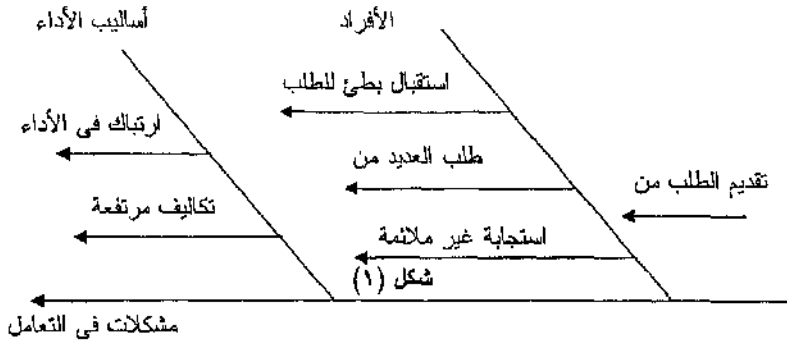 الأفراد
أساليب الأداء
استقبال بطئ للطلب
ارتباك فى الأداء
طلب العديد من
تقديم الطلب من
تكاليف مرتفعة
استجابة غير ملائمة
شكل (١)
مشكلات فى التعامل